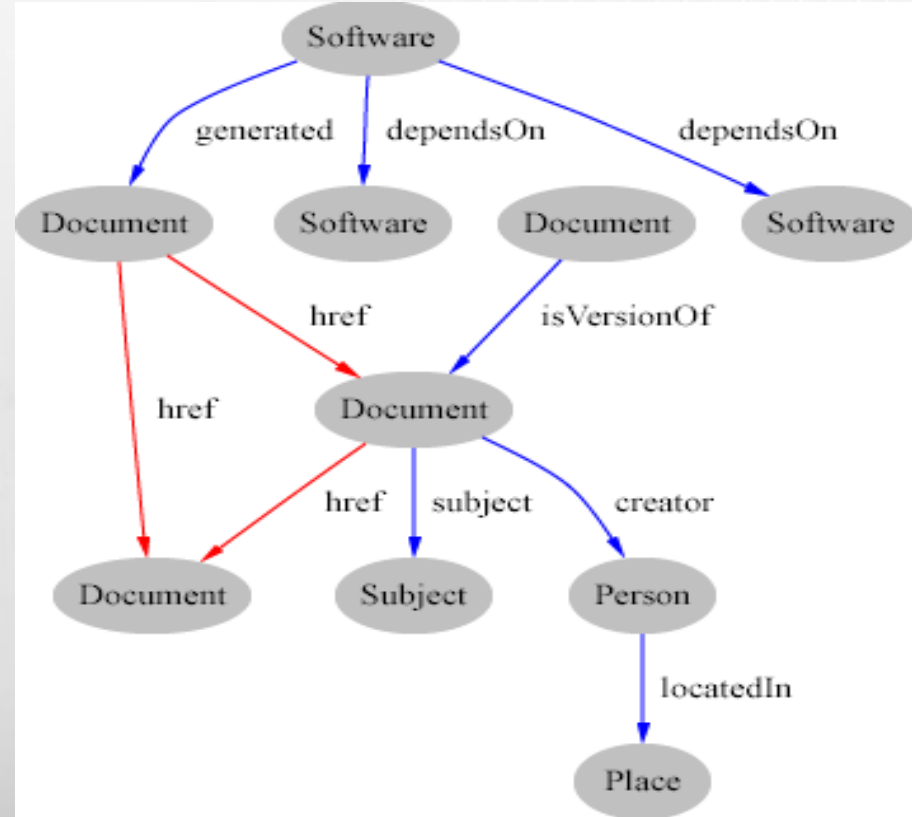 Software
generated dependsOn dependsOn
Document Software Document Software
href isVersionOf
href Document
href subject creator
Document Subject Person
locatedIn
Place